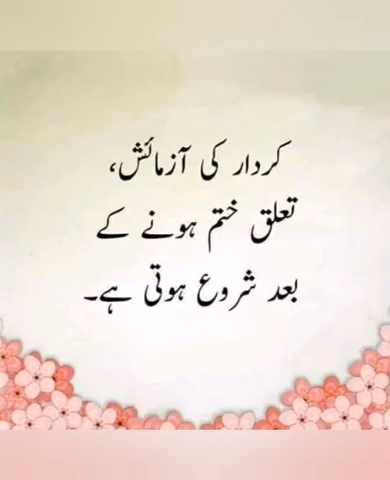 کردار کی آزمائش،
تعلق ختم ہونے کے
بعد شروع ہوتی ہے۔